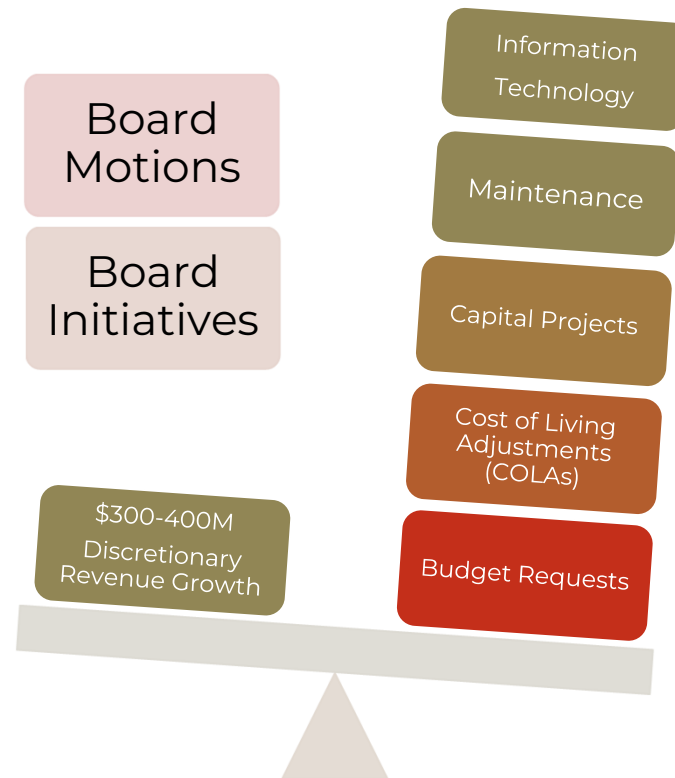 Board
Motions
Board
Initiatives
$300-400M
Discretionary
Revenue Growth
Information
Technology
Maintenance
Capital Projects
Cost of Living
Adjustments
(COLAs)
Budget Requests